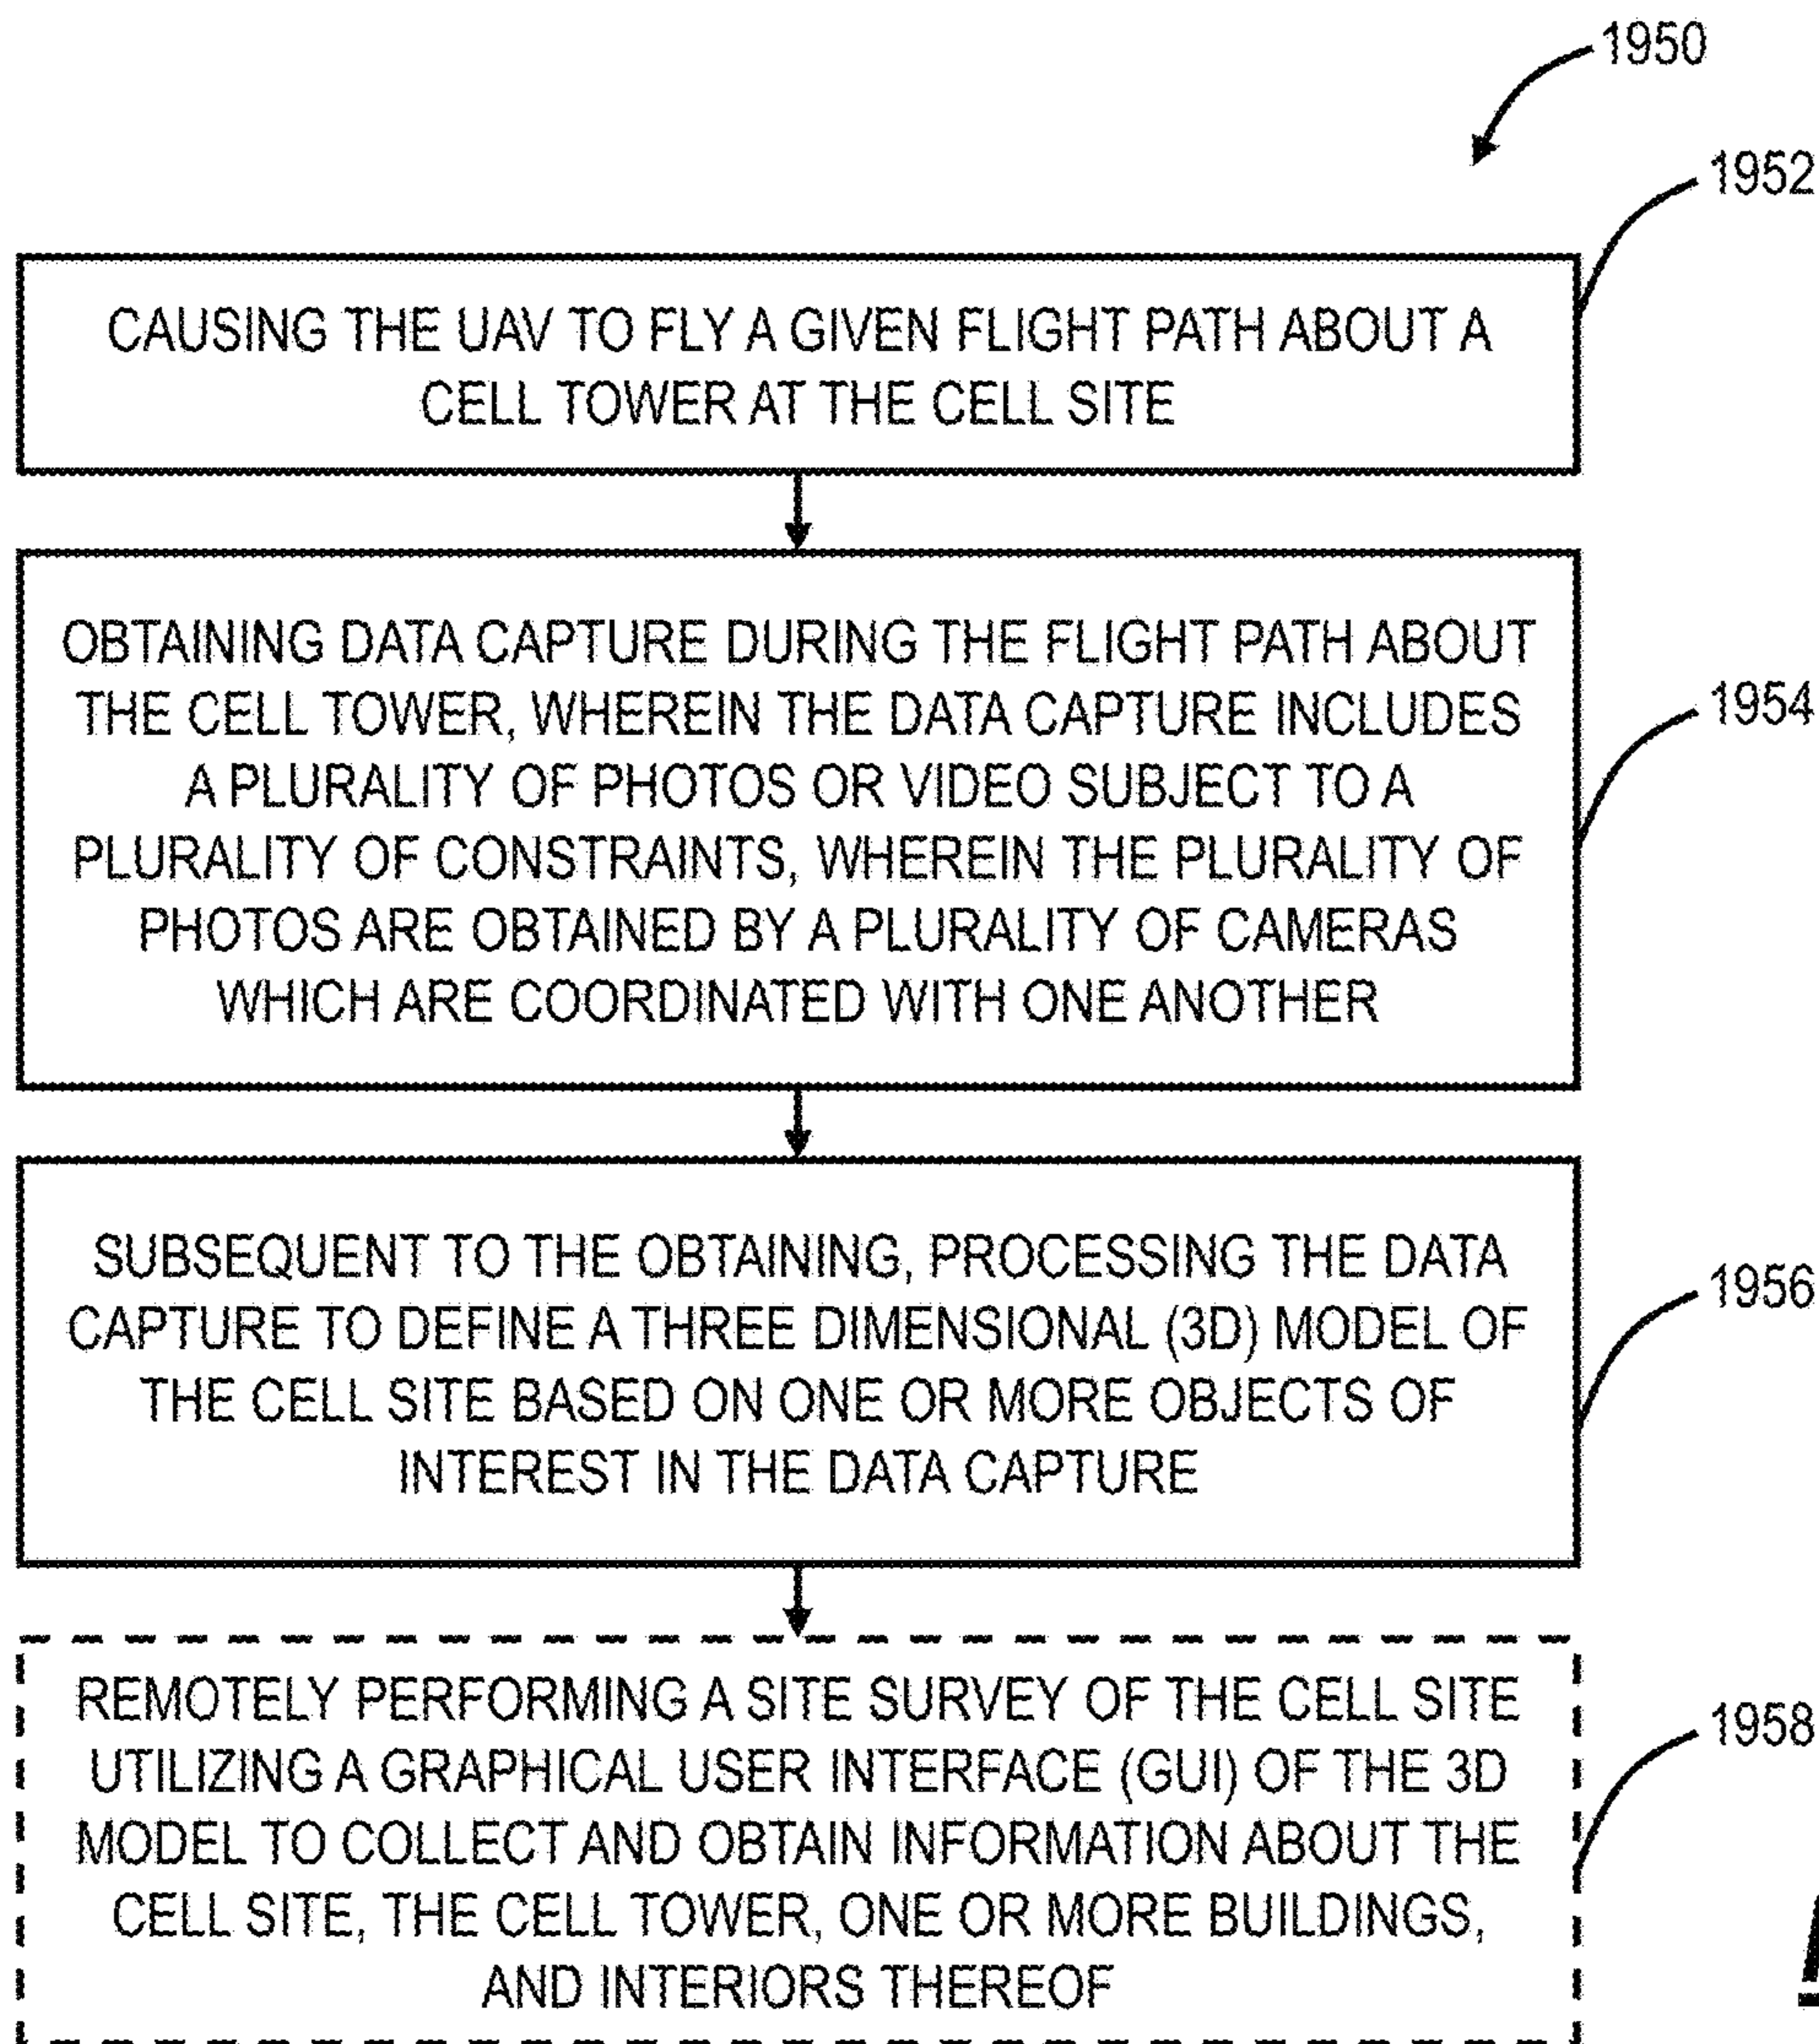 1950
1952
CAUSING THE UAV TO FLY A GIVEN FLIGHT PATH ABOUT A
CELL TOWER AT THE CELL SITE
OBTAINING DATA CAPTURE DURING THE FLIGHT PATH ABOUT
THE CELL TOWER, WHEREIN THE DATA CAPTURE INCLUDES
A PLURALITY OF PHOTOS OR VIDEO SUBJECT TO A
PLURALITY OF CONSTRAINTS, WHEREIN THE PLURALITY OF
PHOTOS ARE OBTAINED BY A PLURALITY OF CAMERAS
WHICH ARE COORDINATED WITH ONE ANOTHER
1954
SUBSEQUENT TO THE OBTAINING, PROCESSING THE DATA
CAPTURE TO DEFINE A THREE DIMENSIONAL (3D) MODEL OF
THE CELL SITE BASED ON ONE OR MORE OBJECTS OF
INTEREST IN THE DATA CAPTURE
1956
REMOTELY PERFORMING A SITE SURVEY OF THE CELL SITE
UTILIZING A GRAPHICAL USER INTERFACE (GUI) OF THE 3D
MODEL TO COLLECT AND OBTAIN INFORMATION ABOUT THE
CELL SITE, THE CELL TOWER, ONE OR MORE BUILDINGS,
AND INTERIORS THEREOF
1958